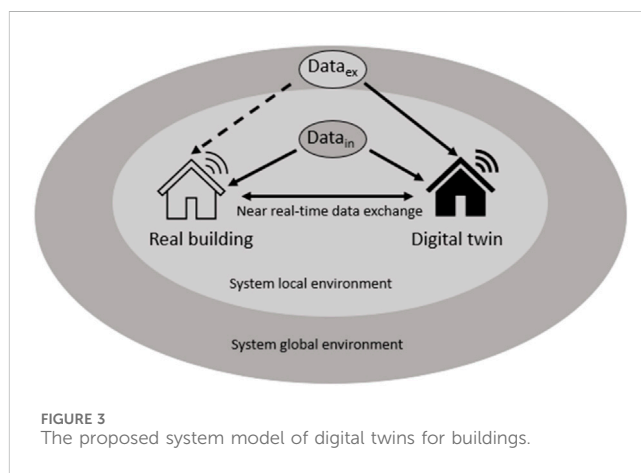 Data_ex
Data_in
Near real-time data exchange
Real building
Digital twin
System local environment
System global environment
FIGURE 3
The proposed system model of digital twins for buildings.